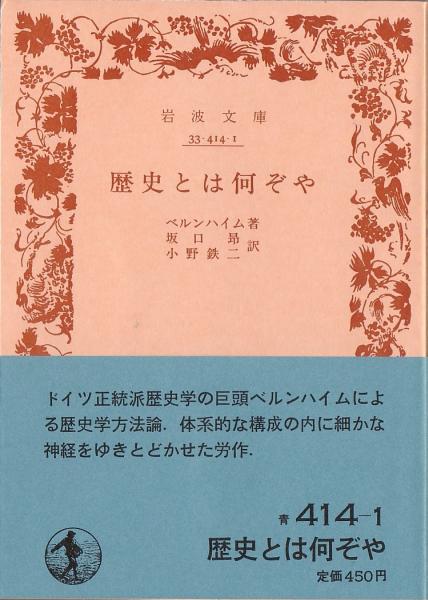 岩波文庫
33-414-1
歴史とは何ぞや
ベルンハイム著
坂口昂
小野鉄二訳
ドイツ正統派歴史学の巨頭ベルンハイムによ
る歴史学方法論．体系的な構成の内に細かな
神経をゆきとどかせた労作．
青 414-1
歴史とは何ぞや
定価450円